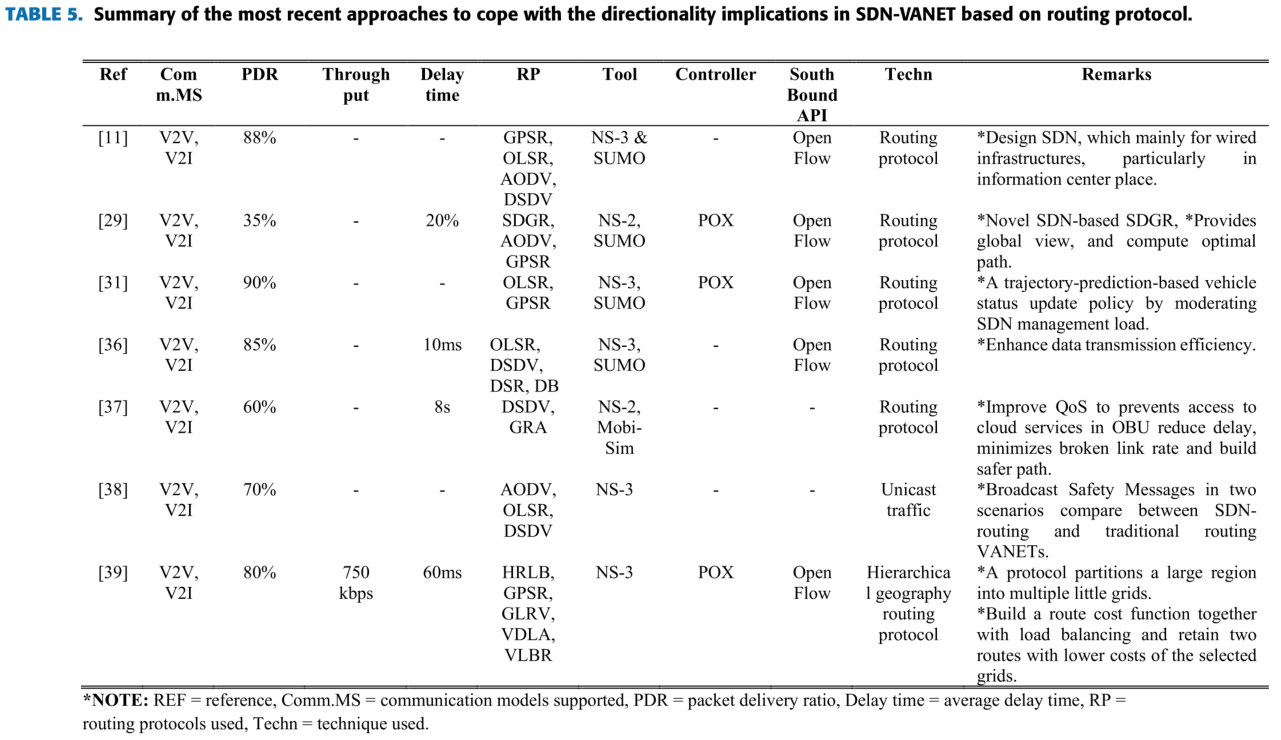 TABLE 5. Summary of the most recent approaches to cope with the directionality implications in SDN-VANET based on routing protocol.
Ref Com PDR Through Delay RP Tool Controller South Techn Remarks
m.MS put time Bound
API
[11] V2V, 88% - - GPSR, NS-3 & - Open Routing *Design SDN, which mainly for wired
V2I OLSR, SUMO Flow protocol infrastructures, particularly in
AODV, information center place.
DSDV
[29] V2V, 35% - 20% SDGR, NS-2, POX Open Routing *Novel SDN-based SDGR, *Provides
V2I AODV, SUMO Flow protocol global view, and compute optimal
GPSR path.
[31] V2V, 90% - - OLSR, NS-3, POX Open Routing *A trajectory-prediction-based vehicle
V2I GPSR, SUMO Flow protocol status update policy by moderating
SDN management load.
[36] V2V, 85% 10ms OLSR, NS-3, - Open Routing *Enhance data transmission efficiency.
V2I DSDV, SUMO Flow protocol
DSR, DB
[37] V2V, 60% - 8s DSDV, NS-2, - - Routing *Improve QoS to prevents access to
V2I GRA Mobi- protocol cloud services in OBU reduce delay,
Sim minimizes broken link rate and build
safer path.
[38] V2V, 70% - - AODV, NS-3 - - Unicast *Broadcast Safety Messages in two
V2I OLSR, traffic scenarios compare between SDN-
DSDV routing and traditional routing
VANETs.
[39] V2V, 80% 750 60ms HRLB, NS-3 POX Open Hierarchica *A protocol partitions a large region
V2I kbps GPSR, Flow l geography into multiple little grids.
GLRV, routing *Build a route cost function together
VDLA, protocol with load balancing and retain two
VLBR routes with lower costs of the selected
grids.
*NOTE: REF = reference, Comm.MS = communication models supported, PDR = packet delivery ratio, Delay time = average delay time, RP =
routing protocols used, Techn = technique used.